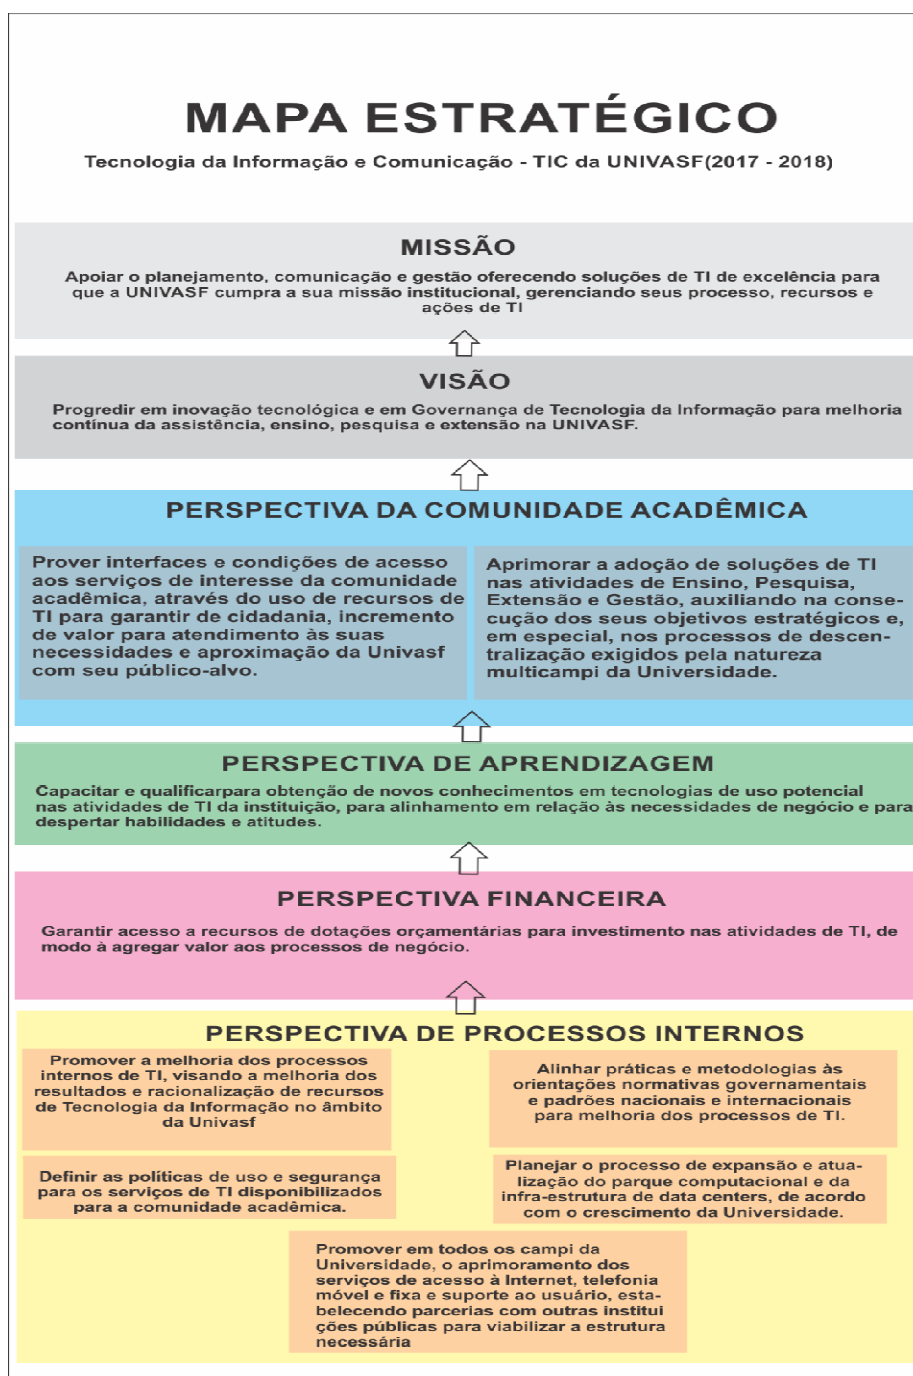 MAPA ESTRATÉGICO
Tecnologia da Informação e Comunicação - TIC da UNIVASF(2017 - 2018)
MISSÃO
Apoiar o planejamento, comunicação e gestão oferecendo soluções de TI de excelência para
que a UNIVASF cumpra a sua missão institucional, gerenciando seus processo, recursos e
ações de TI
VISÃO
Progredir em inovação tecnológica e em Governança de Tecnologia da Informação para melhoria
contínua da assistência, ensino, pesquisa e extensão na UNIVASF.
PERSPECTIVA DA COMUNIDADE ACADÊMICA
Prover interfaces e condições de acesso
aos serviços de interesse da comunidade
acadêmica, através do uso de recursos de
TI para garantir de cidadania, incremento
de valor para atendimento às suas
necessidades e aproximação da Univasf
com seu público-alvo.
Aprimorar a adoção de soluções de TI
nas atividades de Ensino, Pesquisa,
Extensão e Gestão, auxiliando na conse-
cução dos seus objetivos estratégicos e,
em especial, nos processos de descen-
tralização exigidos pela natureza
multicampi da Universidade.
PERSPECTIVA DE APRENDIZAGEM
Capacitar e qualificarpara obtenção de novos conhecimentos em tecnologias de uso potencial
nas atividades de TI da instituição, para alinhamento em relação às necessidades de negócio e para
despertar habilidades e atitudes.
PERSPECTIVA FINANCEIRA
Garantir acesso a recursos de dotações orçamentárias para investimento nas atividades de TI, de
modo à agregar valor aos processos de negócio.
PERSPECTIVA DE PROCESSOS INTERNOS
Promover a melhoria dos processos
internos de TI, visando a melhoria dos
resultados e racionalização de recursos
de Tecnologia da Informação no âmbito
da Univasf
Alinhar práticas e metodologias às
orientações normativas governamentais
e padrões nacionais e internacionais
para melhoria dos processos de TI.
Definir as políticas de uso e segurança
para os serviços de TI disponibilizados
para a comunidade acadêmica.
Planejar o processo de expansão e atua-
lização do parque computacional e da
infra-estrutura de data centers, de acordo
com o crescimento da Universidade.
Promover em todos os campi da
Universidade, o aprimoramento dos
serviços de acesso à Internet, telefonia
móvel e fixa e suporte ao usuário, esta-
belecendo parcerias com outras institui
ções públicas para viabilizar a estrutura
necessária